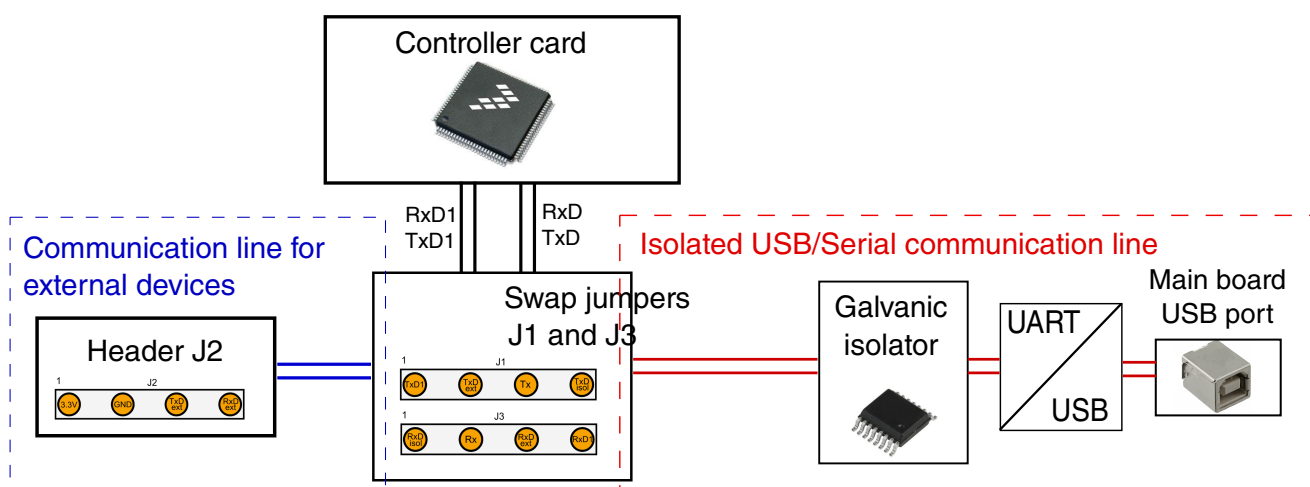 Controller card
RxD1
TxD1
RxD
TxD
Communication line for
external devices
Isolated USB/Serial communication line
Header J2
1
J2
3.3V
GND
TxD
ext
RxD
ext
Swap jumpers
J1 and J3
1
J1
TxD1
TxD
ext
Tx
TxD
isol
1
J3
RxD
isol
Rx
RxD
ext
RxD1
Galvanic
isolator
UART
USB
Main board
USB port